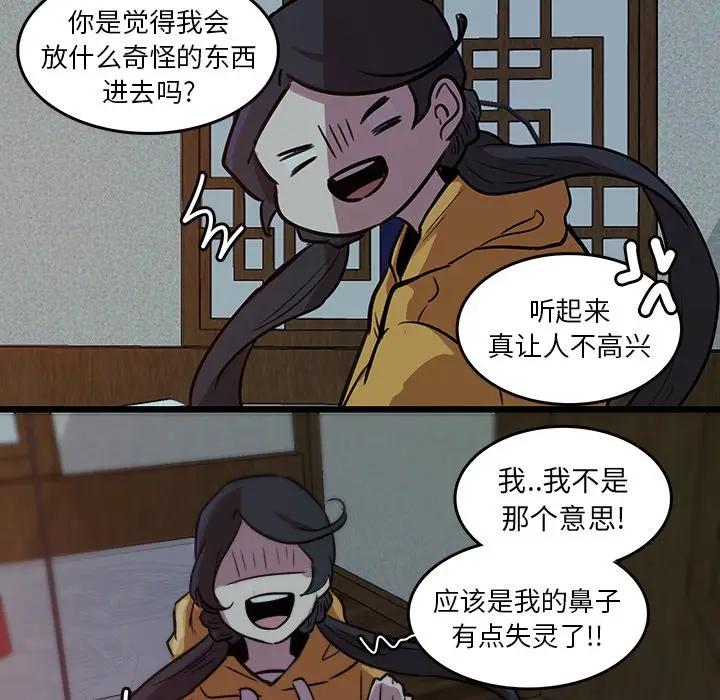 你是觉得我会
放什么奇怪的东西
进去吗?
听起来
真让人不高兴
我..我不是
那个意思!
应该是我的鼻子
有点失灵了!!